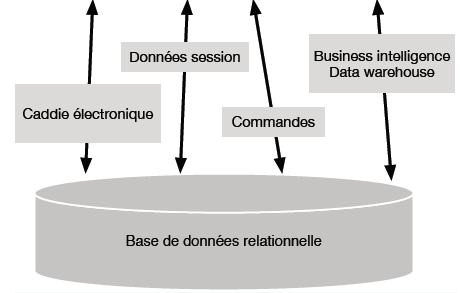 Données session
Business intelligence
Data warehouse
Caddie électronique
Commandes
Base de données relationnelle